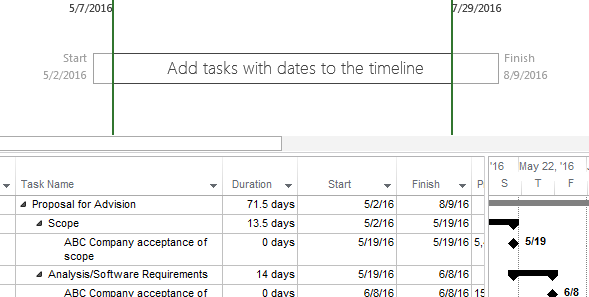 5/7/2016 7/29/2016
Start Add tasks with dates to the timeline Finish
5/2/2016 8/9/2016
'16 May 22, '16
Task Name Duration Start Finish S T F
Proposal for Advision 71.5 days 5/2/16 8/9/16
Scope 13.5 days 5/2/16 5/19/16
ABC Company acceptance of 0 days 5/19/16 5/19/16 5, 5/19
scope
Analysis/Software Requirements 14 days 5/19/16 6/8/16
ABC Company acceptance of 0 days 6/8/16 6/8/16 15 6/8